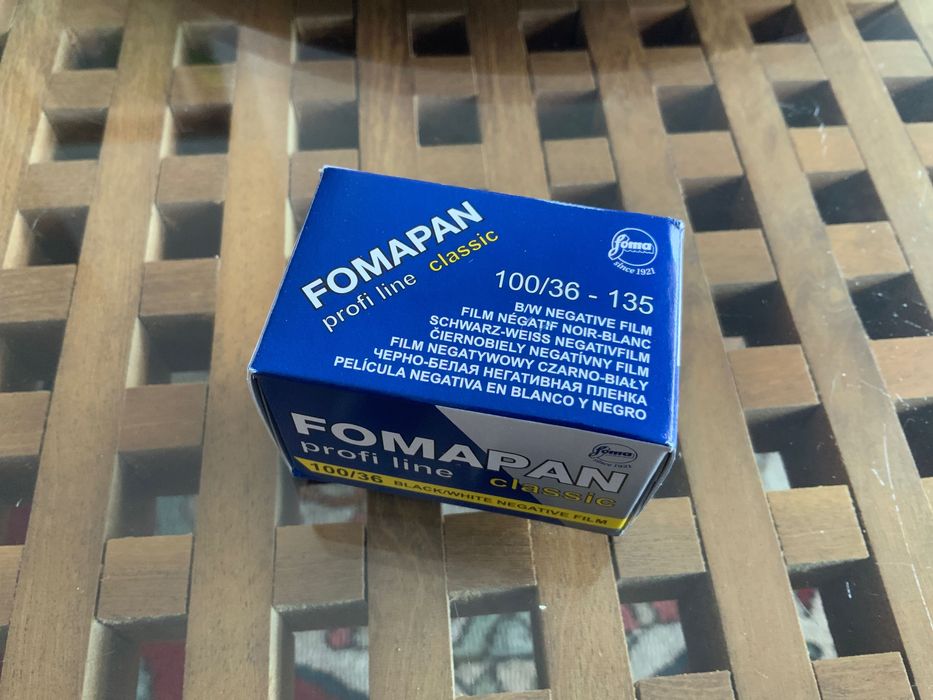 FOMAPAN
profi line classic
foma
since 1921
100/36 - 135
B/W NEGATIVE FILM
FILM NÉGATIF NOIR-BLANC
SCHWARZ-WEISS NEGATIVFILM
ČIERNOBIELY NEGATÍVNY FILM
FILM NEGATYWOWY CZARNO-BIAŁY
ЧЕРНО-БЕЛАЯ НЕГАТИВНАЯ ПЛЕНКА
PELÍCULA NEGATIVA EN BLANCO Y NEGRO
FOMAPAN
profi line classic
foma
since 1921
100/36 BLACK/WHITE NEGATIVE FILM